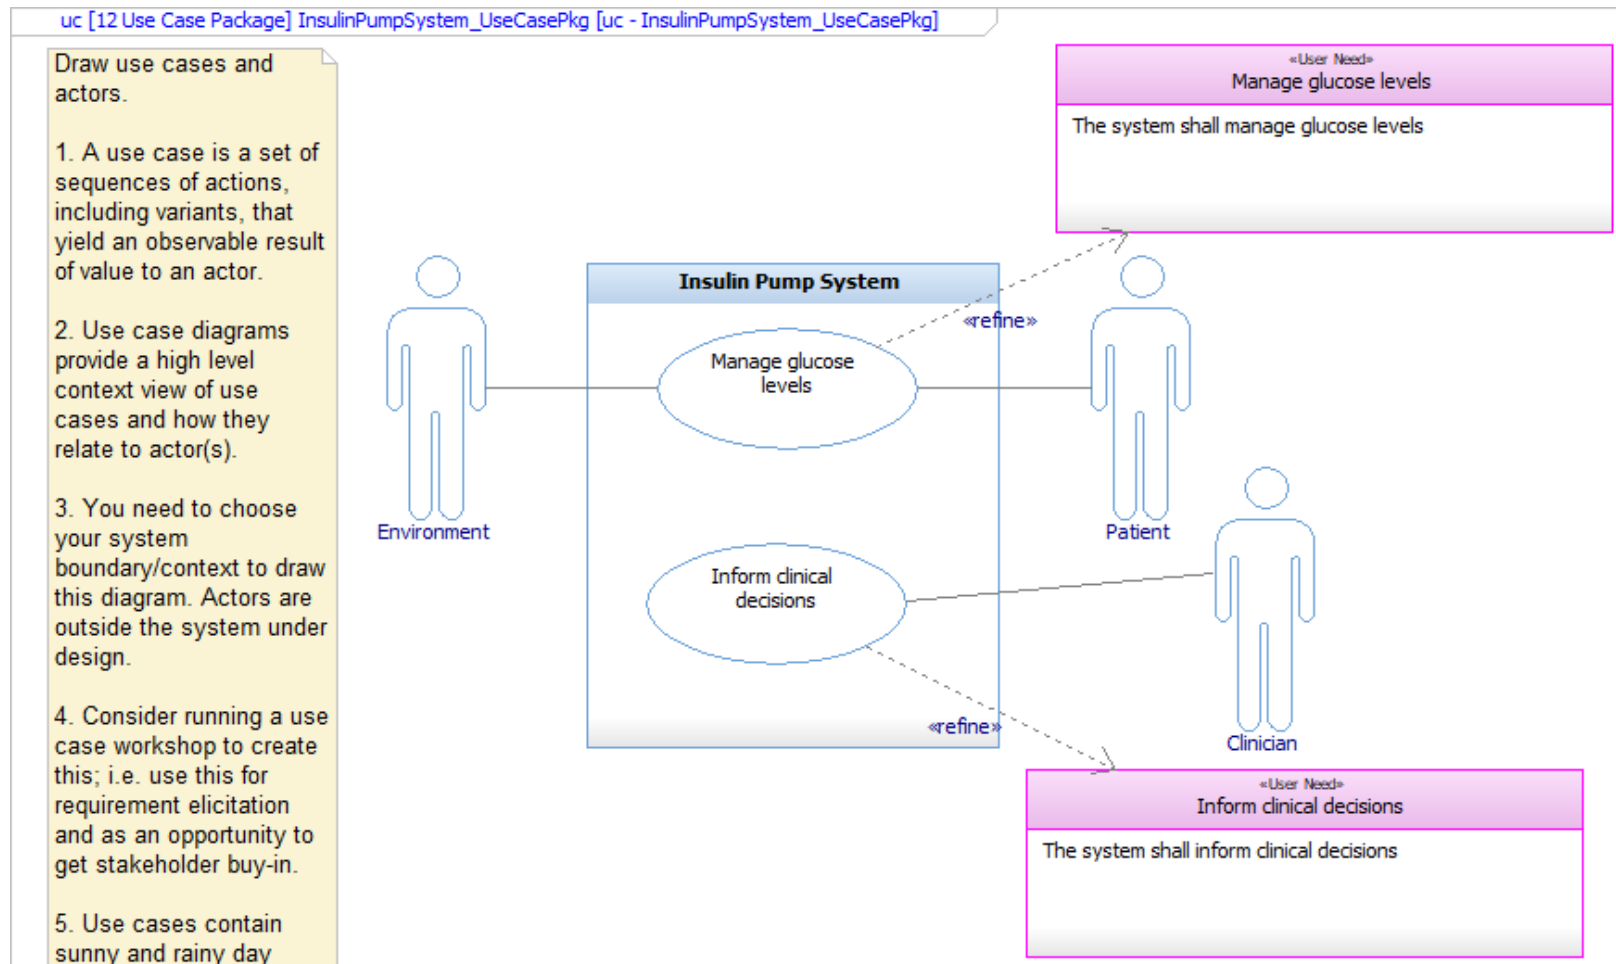 uc [12 Use Case Package] InsulinPumpSystem_UseCasePkg [uc - InsulinPumpSystem_UseCasePkg]
Draw use cases and
actors.
1. A use case is a set of
sequences of actions,
including variants, that
yield an observable result
of value to an actor.
2. Use case diagrams
provide a high level
context view of use
cases and how they
relate to actor(s).
3. You need to choose
your system
boundary/context to draw
this diagram. Actors are
outside the system under
design.
4. Consider running a use
case workshop to create
this; i.e. use this for
requirement elicitation
and as an opportunity to
get stakeholder buy-in.
5. Use cases contain
sunny and rainy day
«User Need»
Manage glucose levels
The system shall manage glucose levels
Insulin Pump System
«refine»
Manage glucose
levels
Environment
Patient
Inform clinical
decisions
«refine»
Clinician
«User Need»
Inform clinical decisions
The system shall inform clinical decisions